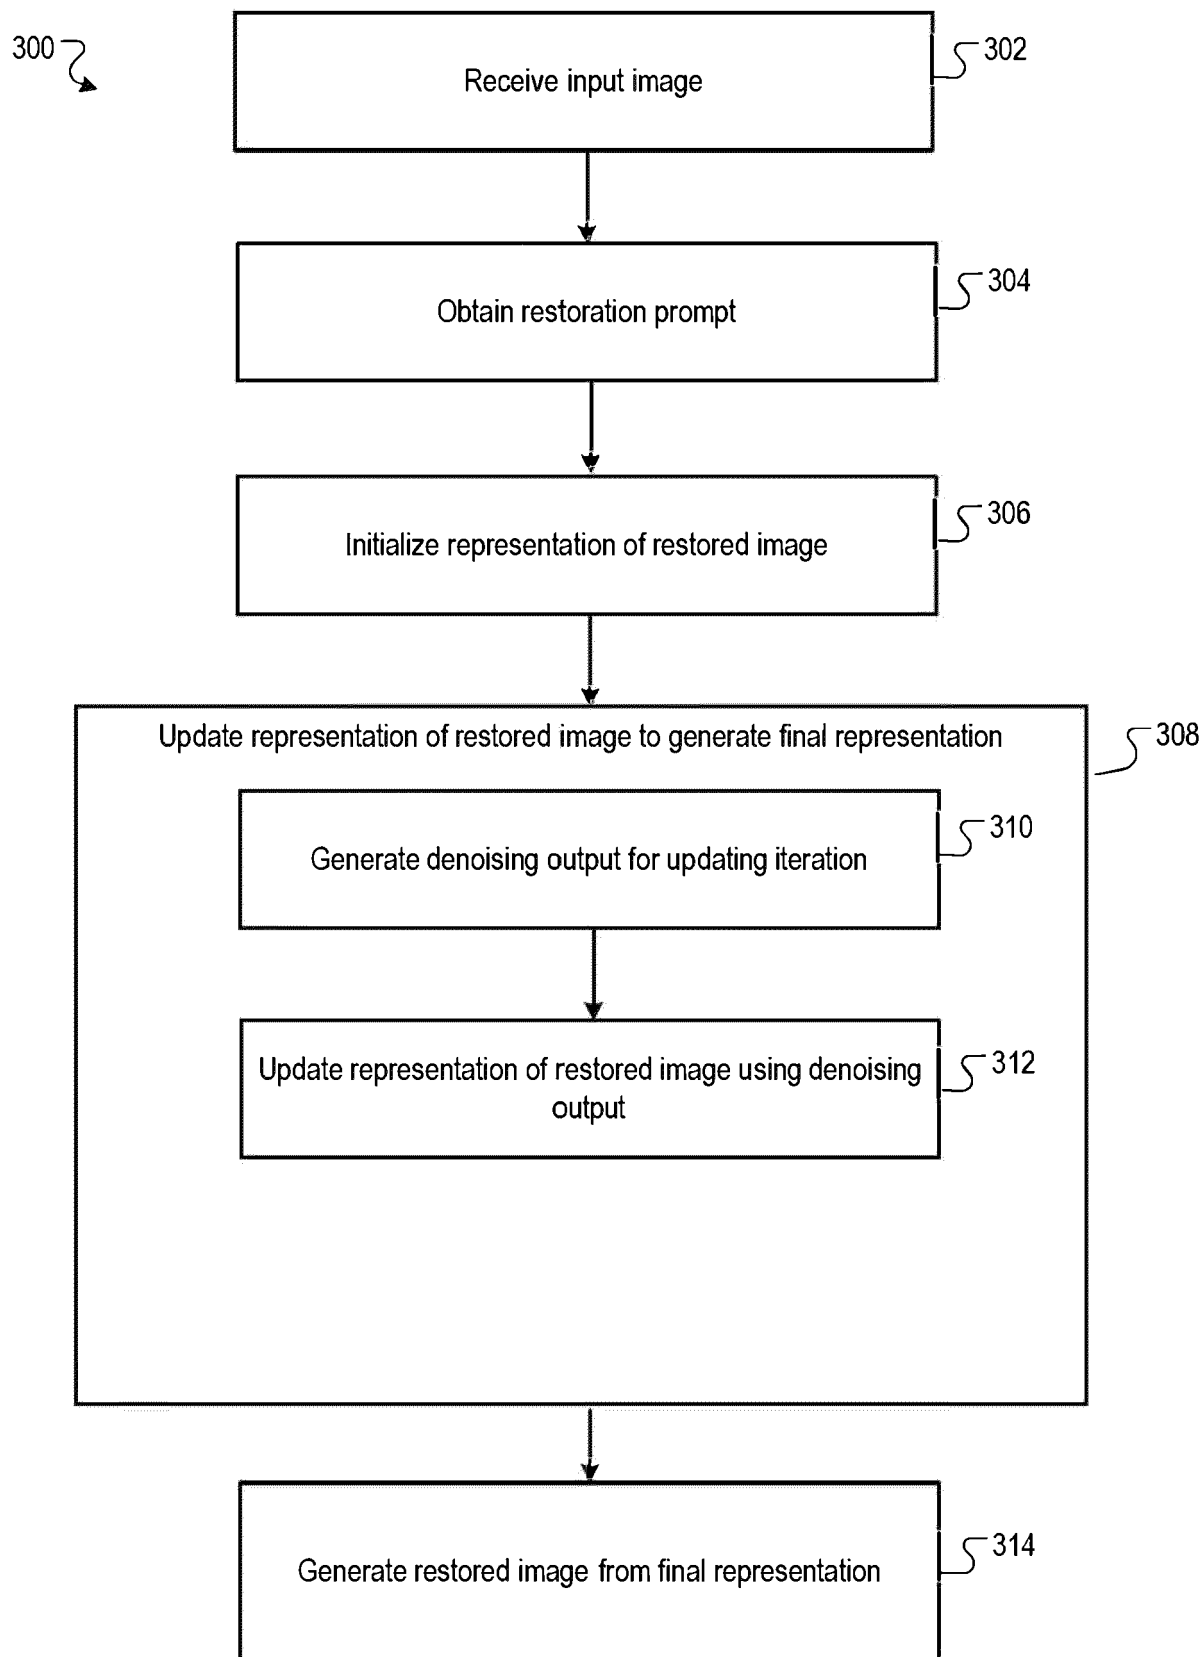 300
Receive input image
302
Obtain restoration prompt
304
Initialize representation of restored image
306
Update representation of restored image to generate final representation
308
Generate denoising output for updating iteration
310
Update representation of restored image using denoising
output
312
Generate restored image from final representation
314